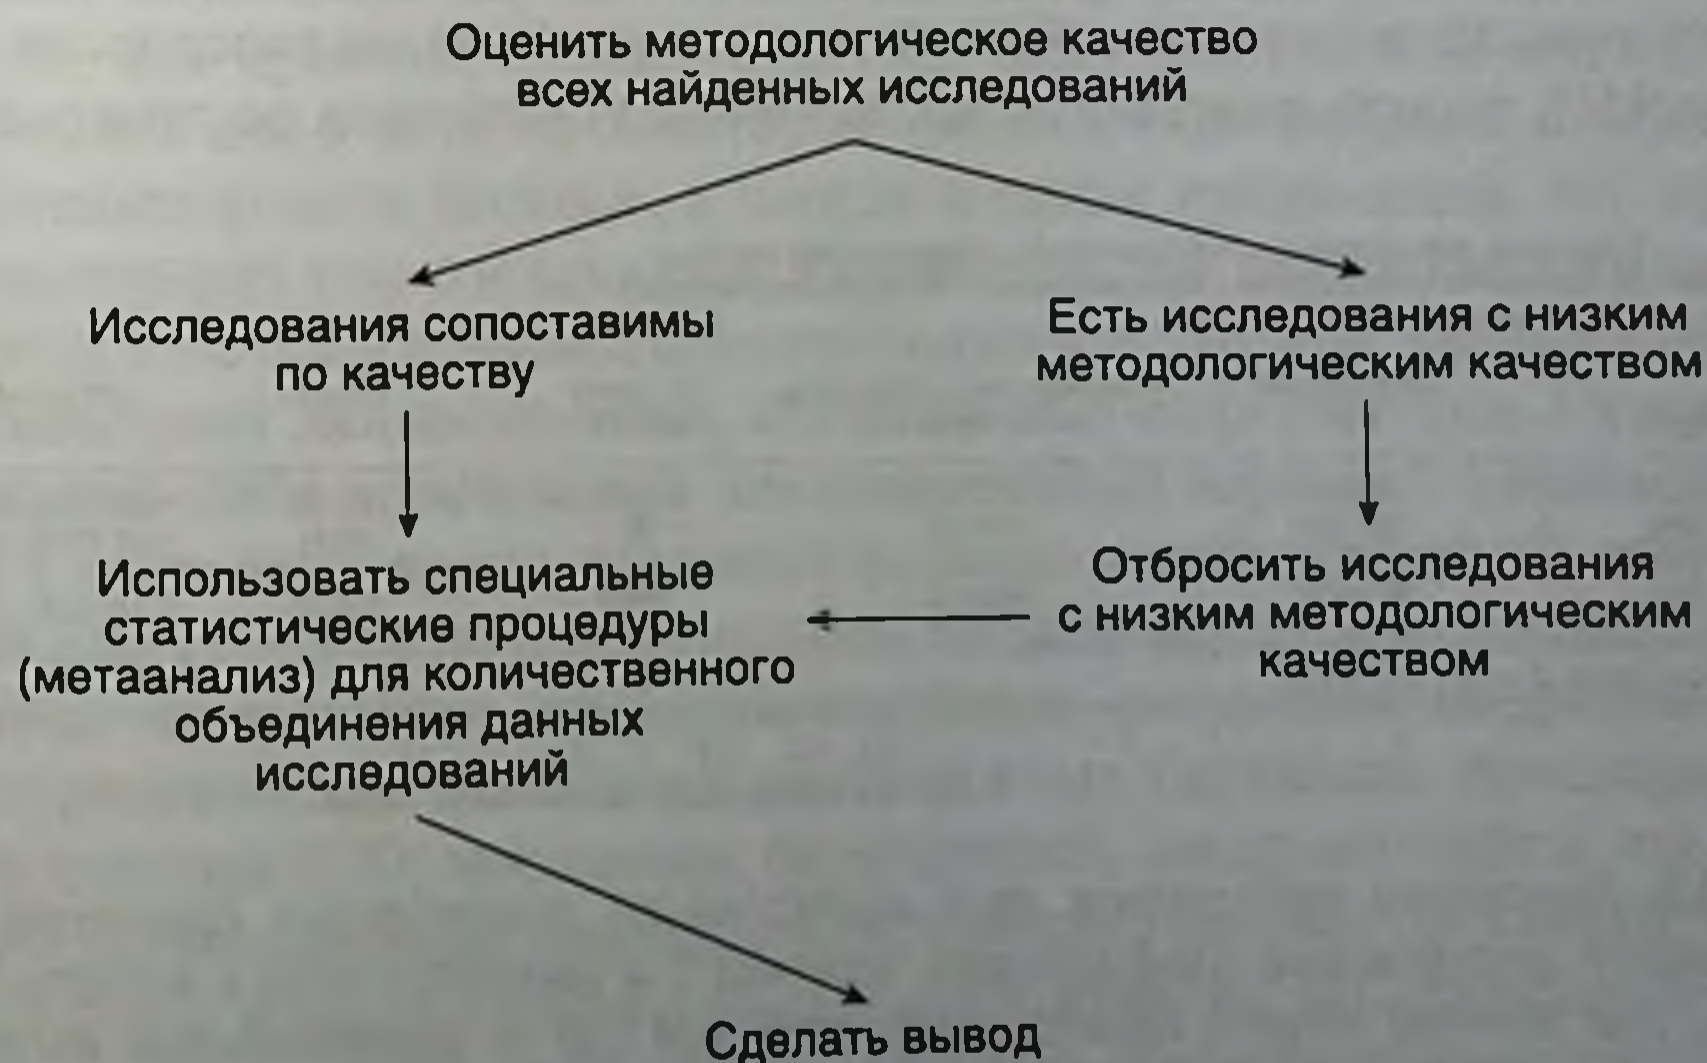 Оценить методологическое качество
всех найденных исследований
Исследования сопоставимы
по качеству
Есть исследования с низким
методологическим качеством
Использовать специальные
статистические процедуры
(метаанализ) для количественного
объединения данных
исследований
Отбросить исследования
с низким методологическим
качеством
Сделать вывод